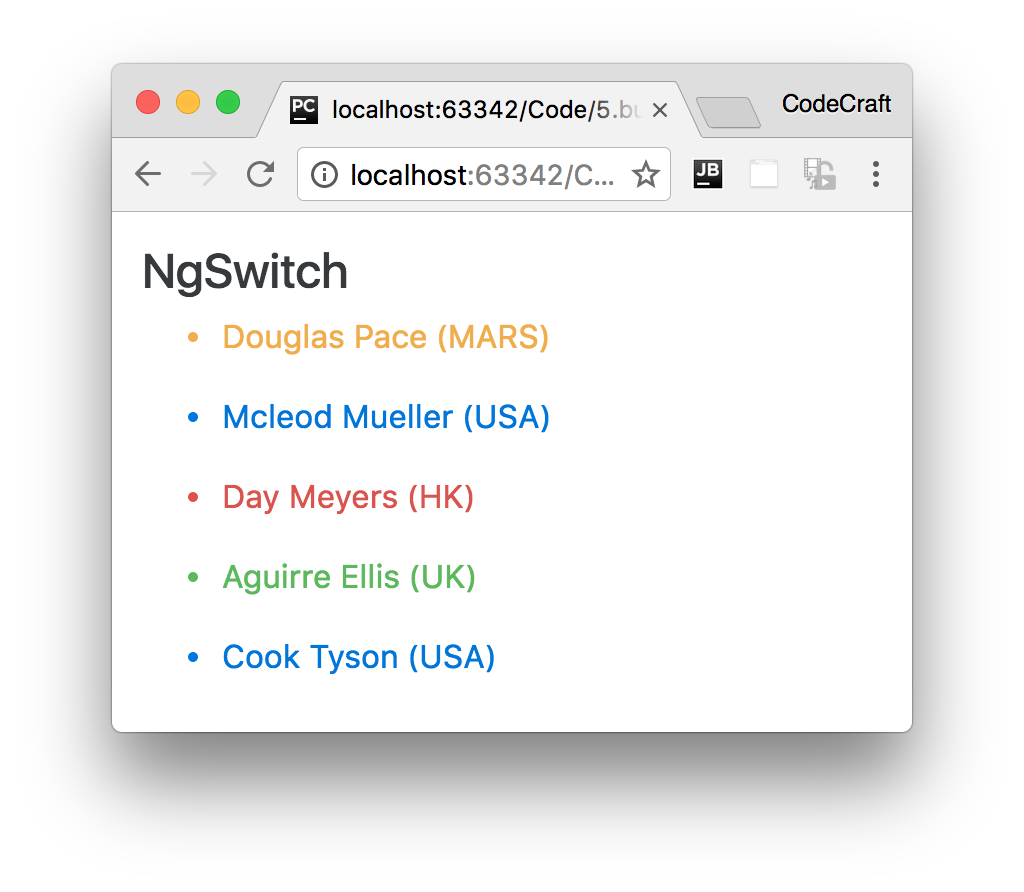 PC
localhost:63342/Code/5.bu
CodeCraft
localhost:63342/C...
JB
NgSwitch
• Douglas Pace (MARS)
• Mcleod Mueller (USA)
• Day Meyers (HK)
• Aguirre Ellis (UK)
• Cook Tyson (USA)